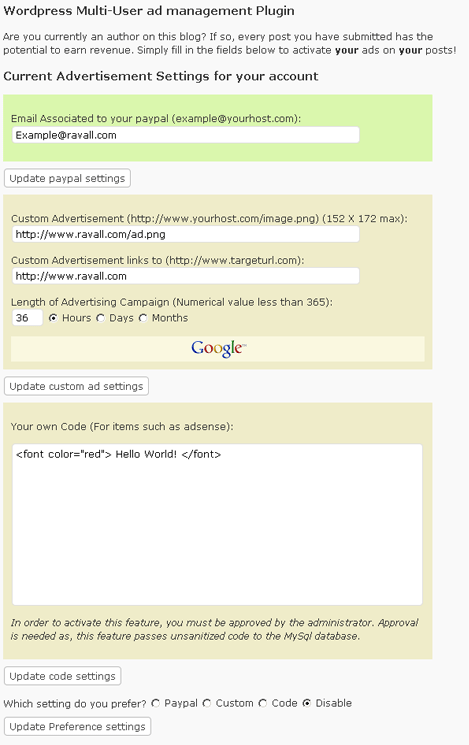 Wordpress Multi-User ad management Plugin
Are you currently an author on this blog? If so, every post you have submitted has the
potential to earn revenue. Simply fill in the fields below to activate your ads on your posts!
Current Advertisement Settings for your account
Email Associated to your paypal (example@yourhost.com):
Example@ravall.com
Update paypal settings
Custom Advertisement (http://www.yourhost.com/image.png) (152 X 172 max):
http://www.ravall.com/ad.png
Custom Advertisement links to (http://www.targeturl.com):
http://www.ravall.com
Length of Advertising Campaign (Numerical value less than 365):
36 Hours Days Months
Google™
Update custom ad settings
Your own Code (For items such as adsense):
<font color="red"> Hello World! </font>
In order to activate this feature, you must be approved by the administrator. Approval
is needed as, this feature passes unsanitized code to the MySql database.
Update code settings
Which setting do you prefer? Paypal Custom Code Disable
Update Preference settings